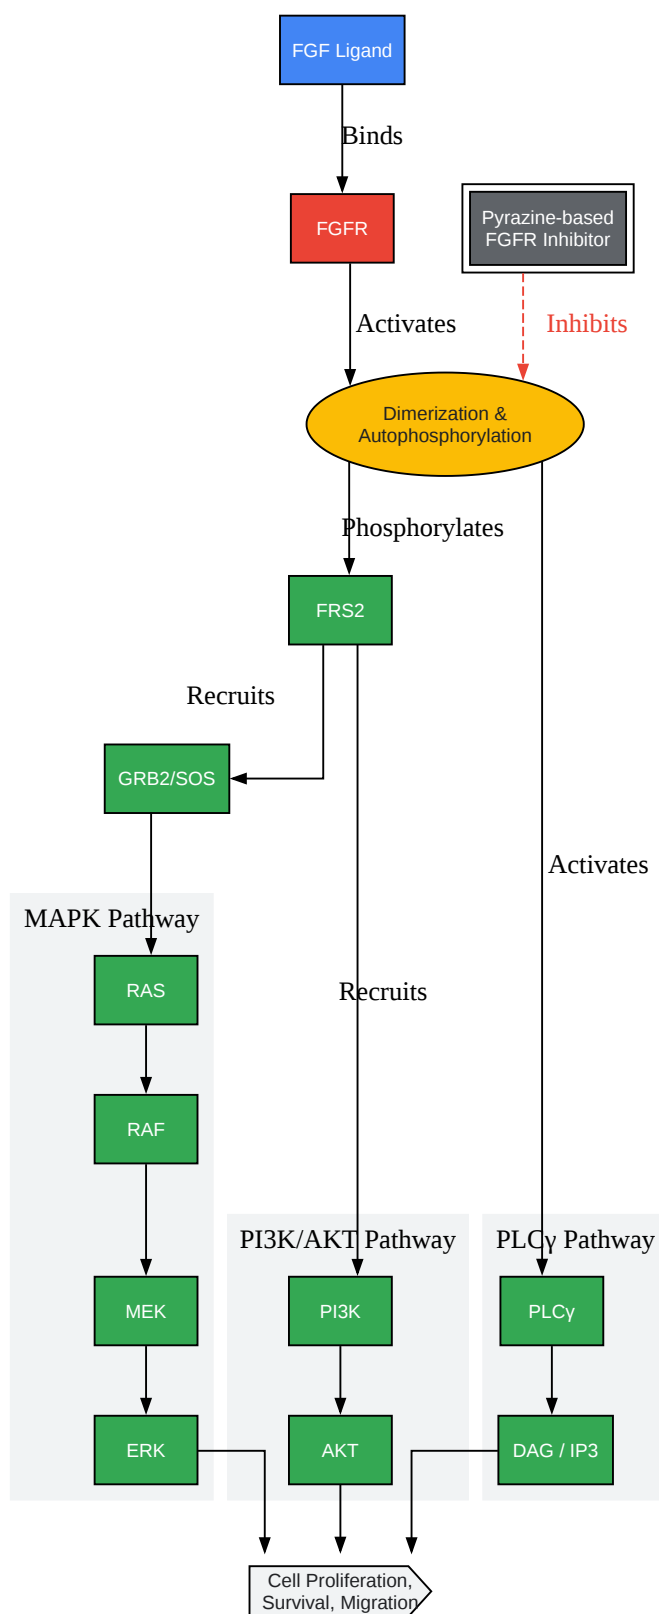 FGF Ligand
Binds
FGFR
Pyrazine-based
FGFR Inhibitor
Activates
Inhibits
Dimerization &
Autophosphorylation
Phosphorylates
FRS2
Recruits
GRB2/SOS
Activates
MAPK Pathway
RAS
Recruits
RAF
PI3K/AKT Pathway
PLCγ Pathway
MEK
PI3K
PLCγ
ERK
AKT
DAG / IP3
Cell Proliferation,
Survival, Migration